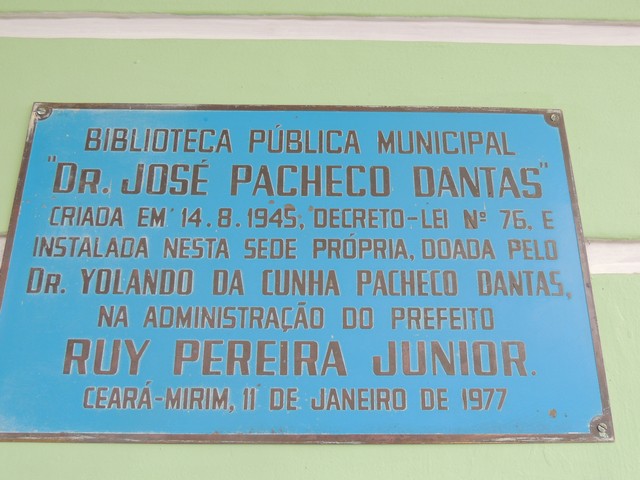 BIBLIOTECA PÚBLICA MUNICIPAL
"DR. JOSÉ PACHECO DANTAS"
CRIADA EM 14.8.1945, DECRETO-LEI Nº 76, E
INSTALADA NESTA SEDE PRÓPRIA, DOADA PELO
DR. YOLANDO DA CUNHA PACHECO DANTAS,
NA ADMINISTRAÇÃO DO PREFEITO
RUY PEREIRA JUNIOR.
CEARÁ-MIRIM, 11 DE JANEIRO DE 1977